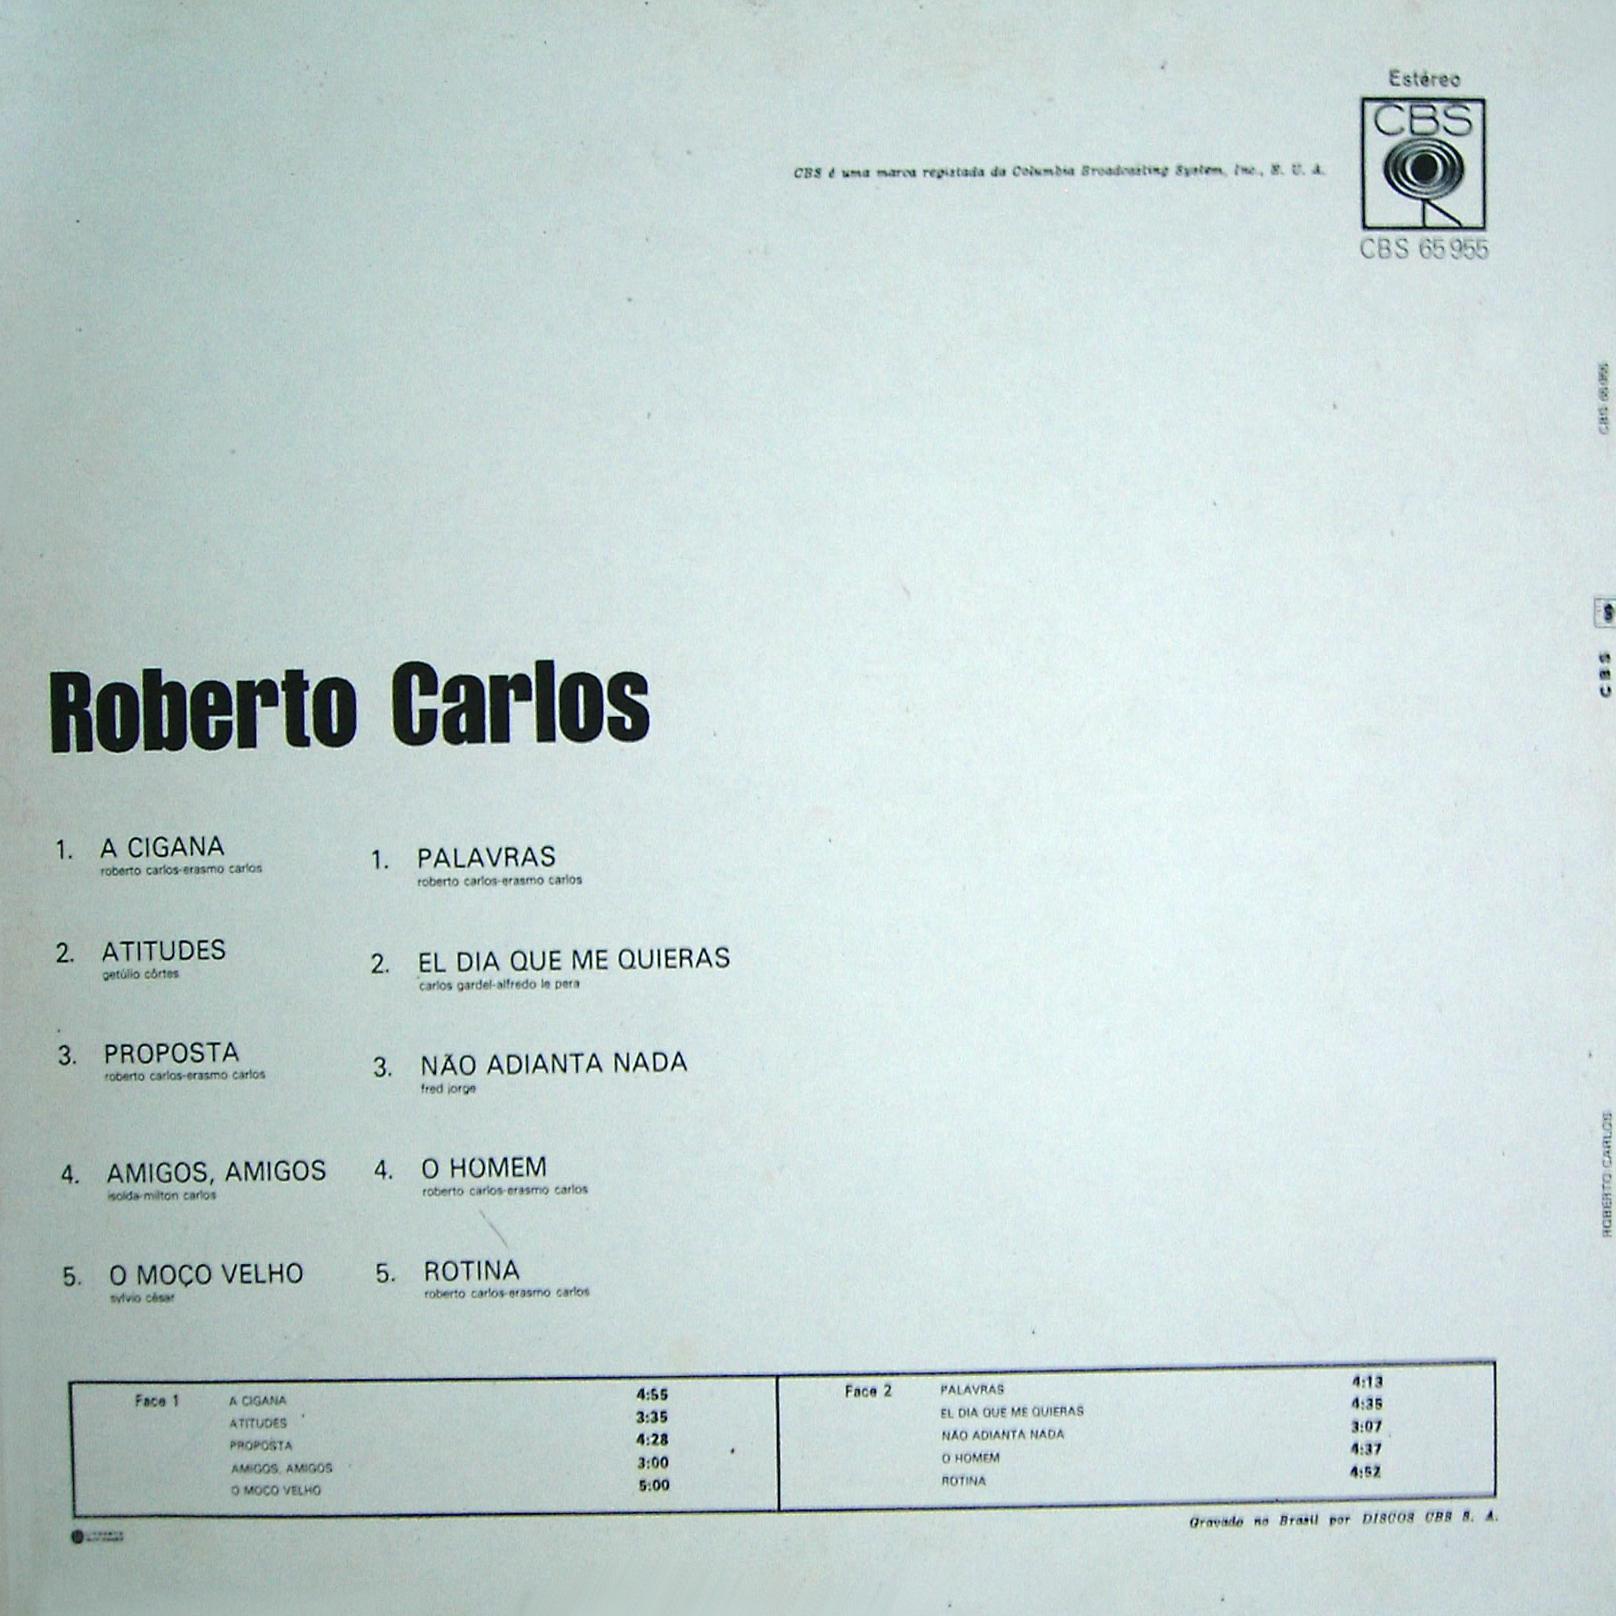 Estéreo
CBS
CBS é uma marca registada da Columbia Broadcasting System, Inc., E. U. A.
CBS 65955
CBS 65955
CBS
ROBERTO CARLOS
Roberto Carlos
1. A CIGANA
roberto carlos-erasmo carlos
2. ATITUDES
getúlio côrtes
3. PROPOSTA
roberto carlos-erasmo carlos
4. AMIGOS, AMIGOS
isolda-milton carlos
5. O MOÇO VELHO
sylvio césar
1. PALAVRAS
roberto carlos-erasmo carlos
2. EL DIA QUE ME QUIERAS
carlos gardel-alfredo le pera
3. NÃO ADIANTA NADA
fred jorge
4. O HOMEM
roberto carlos-erasmo carlos
5. ROTINA
roberto carlos-erasmo carlos
Face 1 A CIGANA 4:55
ATITUDES 3:35
PROPOSTA 4:28
AMIGOS, AMIGOS 3:00
O MOÇO VELHO 5:00
Face 2 PALAVRAS 4:13
EL DIA QUE ME QUIERAS 4:35
NÃO ADIANTA NADA 3:07
O HOMEM 4:37
ROTINA 4:52
Gravado no Brasil por DISCOS CBS S. A.